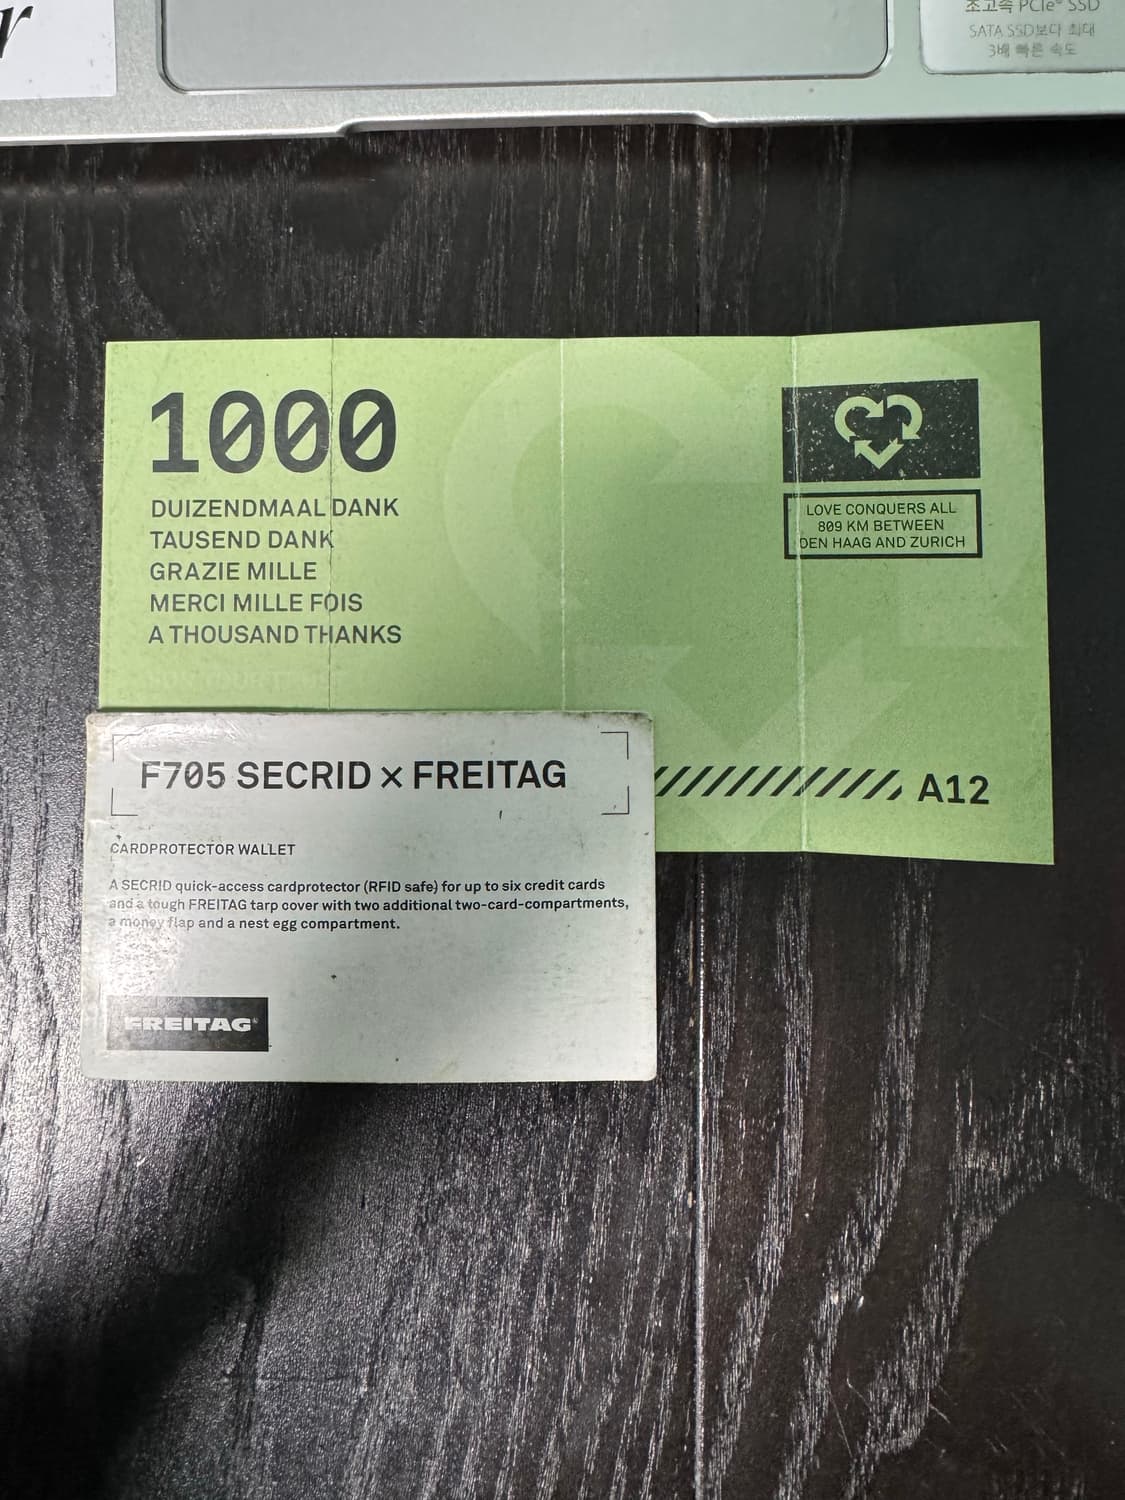 초고속 PCIe® SSD
SATA SSD보다 최대
3배 빠른 속도
1000
DUIZENDMAAL DANK
TAUSEND DANK
GRAZIE MILLE
MERCI MILLE FOIS
A THOUSAND THANKS
LOVE CONQUERS ALL
809 KM BETWEEN
DEN HAAG AND ZURICH
A12
F705 SECRID × FREITAG
CARDPROTECTOR WALLET
A SECRID quick-access cardprotector (RFID safe) for up to six credit cards
and a tough FREITAG tarp cover with two additional two-card-compartments,
a money flap and a nest egg compartment.
FREITAG®